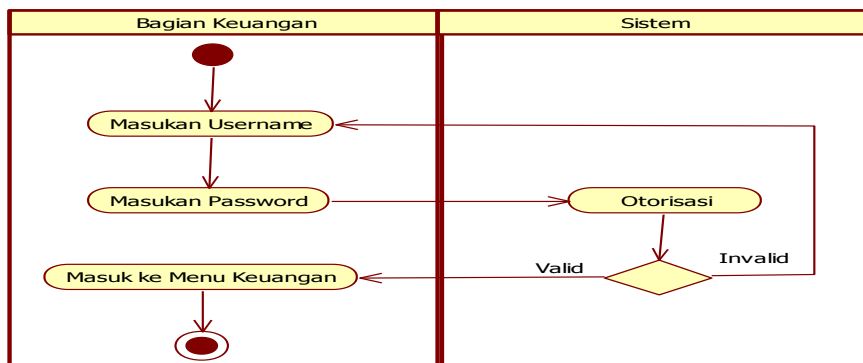 Bagian Keuangan
Sistem
Masukan Username
Masukan Password
Otorisasi
Valid
Invalid
Masuk ke Menu Keuangan